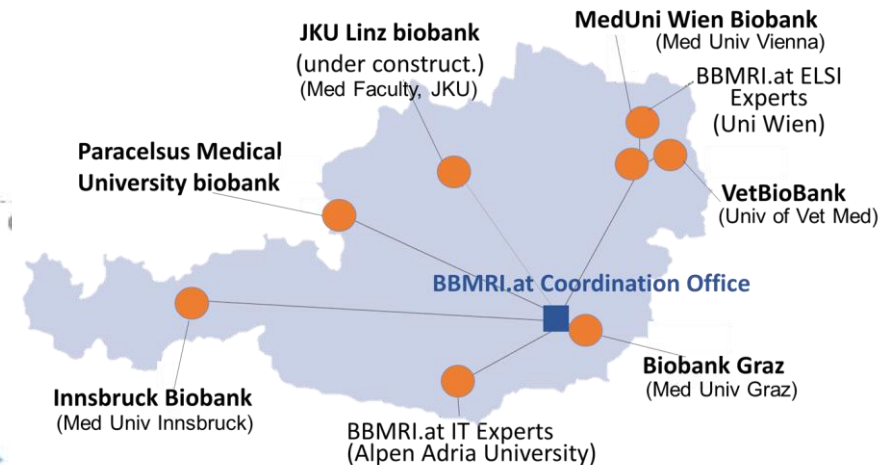 MedUni Wien Biobank
(Med Univ Vienna)
JKU Linz biobank
(under construct.)
(Med Faculty, JKU)
BBMRI.at ELSI
Experts
(Uni Wien)
Paracelsus Medical
University biobank
VetBioBank
(Univ of Vet Med)
BBMRI.at Coordination Office
Biobank Graz
(Med Univ Graz)
Innsbruck Biobank
(Med Univ Innsbruck)
BBMRI.at IT Experts
(Alpen Adria University)